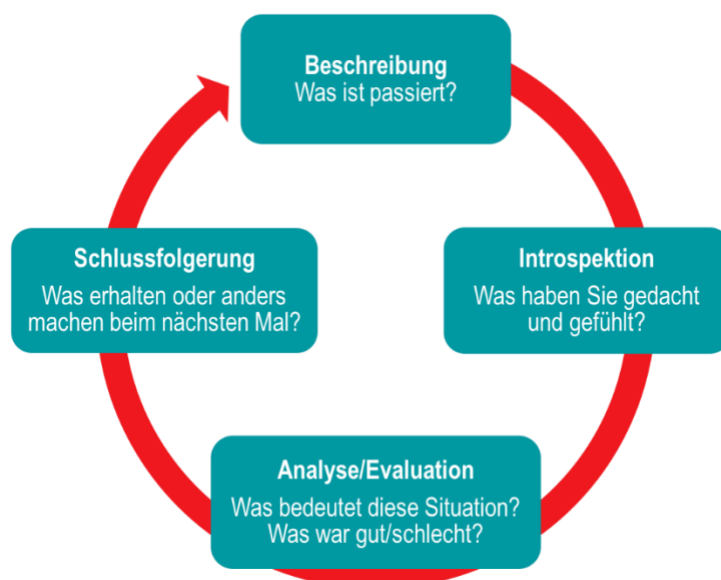 Beschreibung
Was ist passiert?
Introspektion
Was haben Sie gedacht
und gefühlt?
Analyse/Evaluation
Was bedeutet diese Situation?
Was war gut/schlecht?
Schlussfolgerung
Was erhalten oder anders
machen beim nächsten Mal?